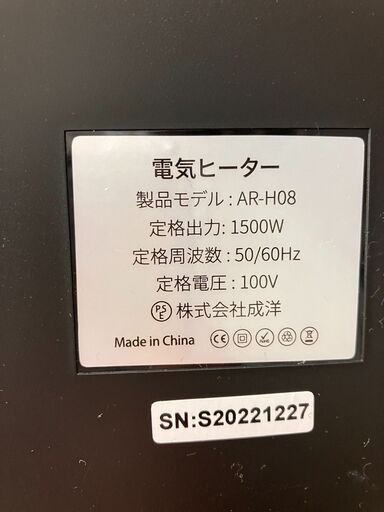 電気ヒーター
製品モデル : AR-H08
定格出力: 1500W
定格周波数 : 50/60Hz
定格電圧 : 100V
PSE 株式会社成洋
Made in China CE
SN:S20221227